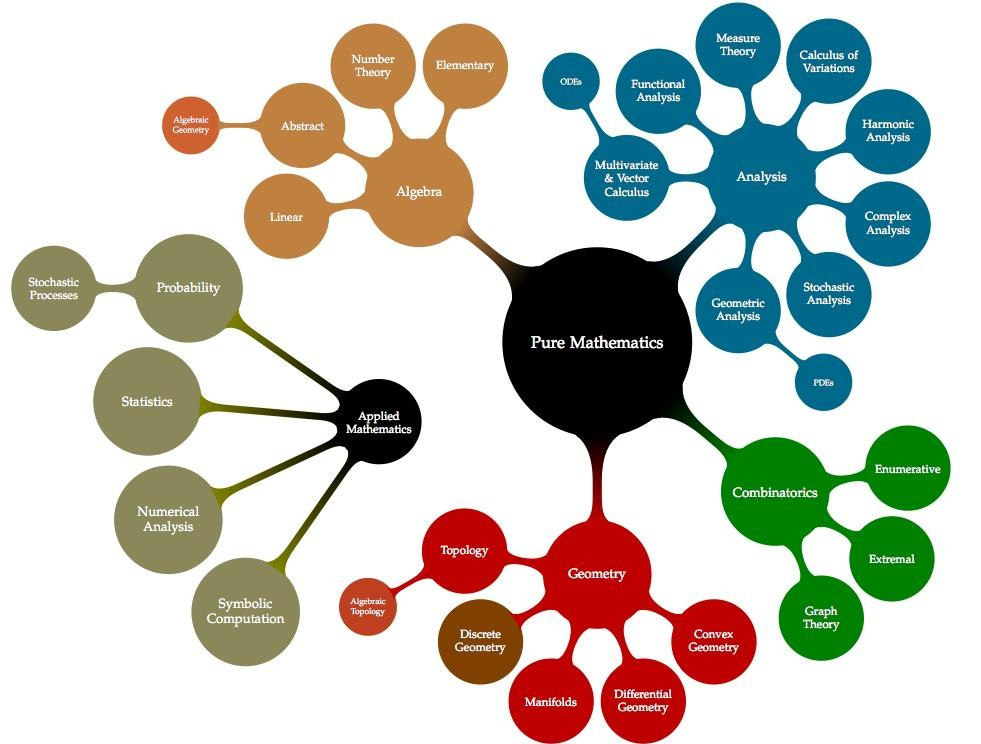 Measure
Theory
Calculus of
Variations
Number
Theory
Elementary
ODEs
Functional
Analysis
Algebraic
Geometry
Abstract
Harmonic
Analysis
Multivariate
& Vector
Calculus
Analysis
Algebra
Linear
Complex
Analysis
Stochastic
Processes
Probability
Stochastic
Analysis
Geometric
Analysis
Pure Mathematics
PDEs
Statistics
Applied
Mathematics
Enumerative
Combinatorics
Numerical
Analysis
Topology
Extremal
Geometry
Algebraic
Topology
Symbolic
Computation
Graph
Theory
Discrete
Geometry
Convex
Geometry
Manifolds
Differential
Geometry